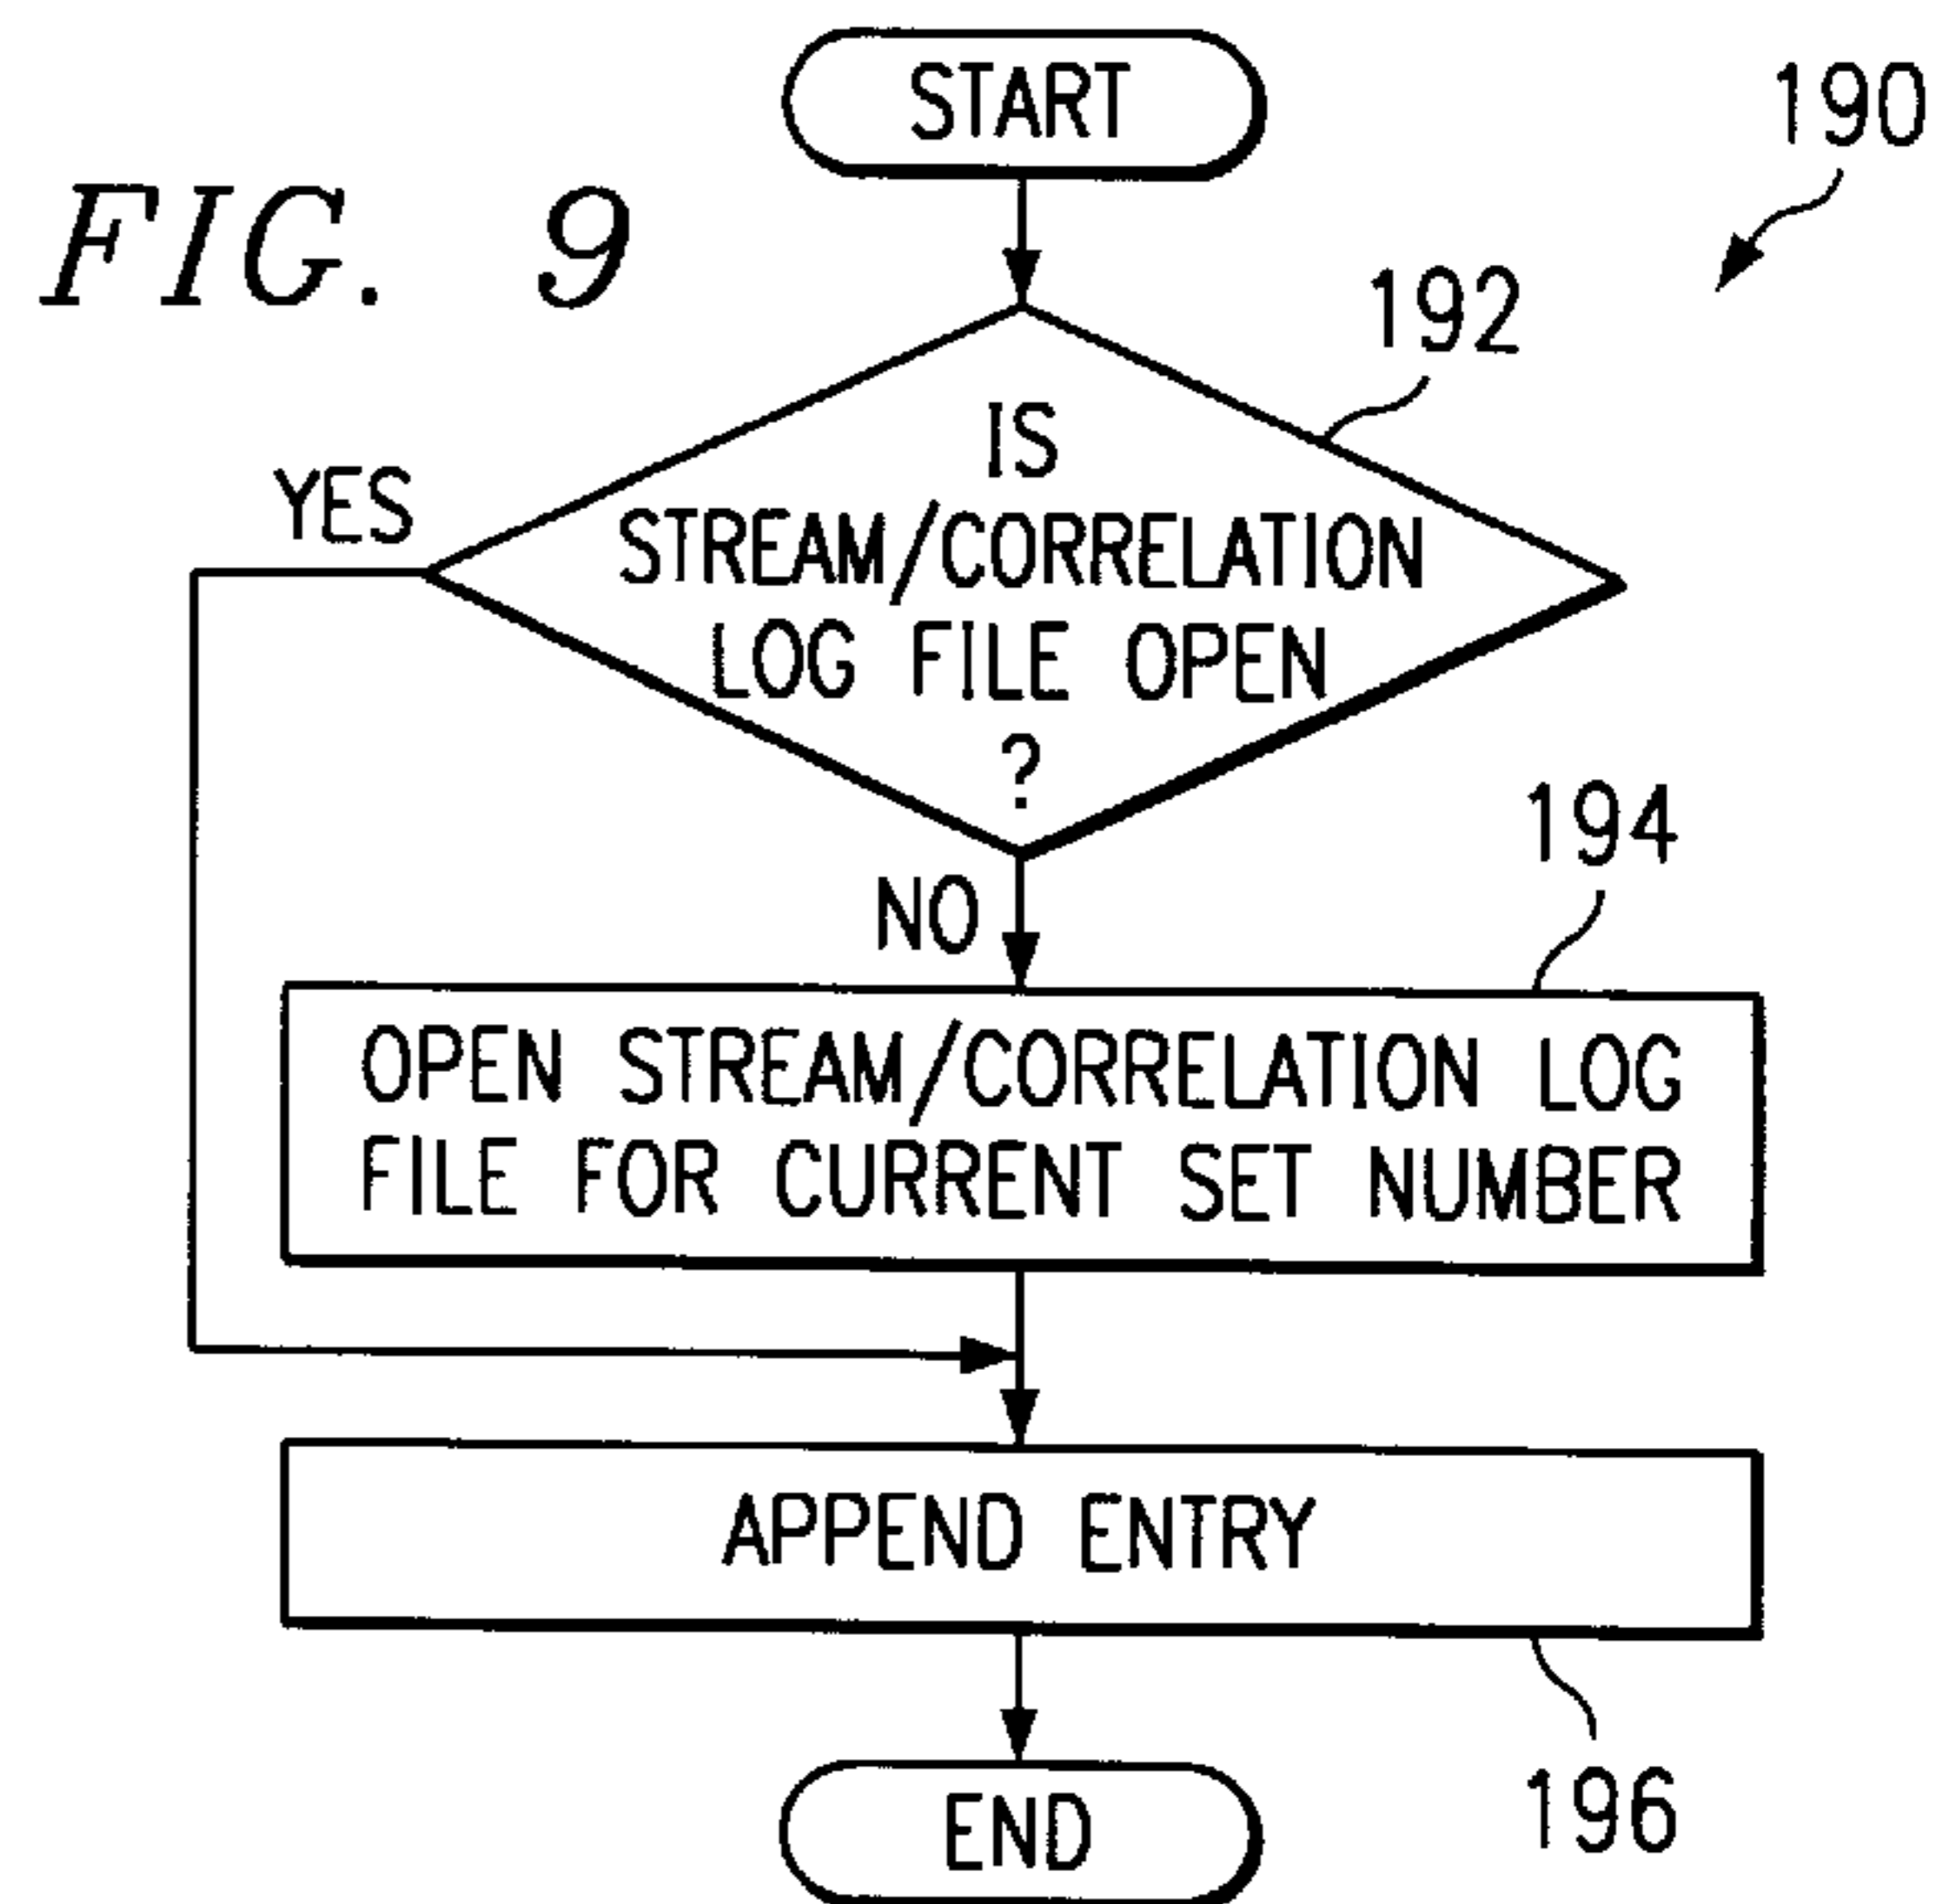 START
190
FIG. 9
192
IS
STREAM/CORRELATION
LOG FILE OPEN
?
YES
194
NO
OPEN STREAM/CORRELATION LOG
FILE FOR CURRENT SET NUMBER
APPEND ENTRY
196
END